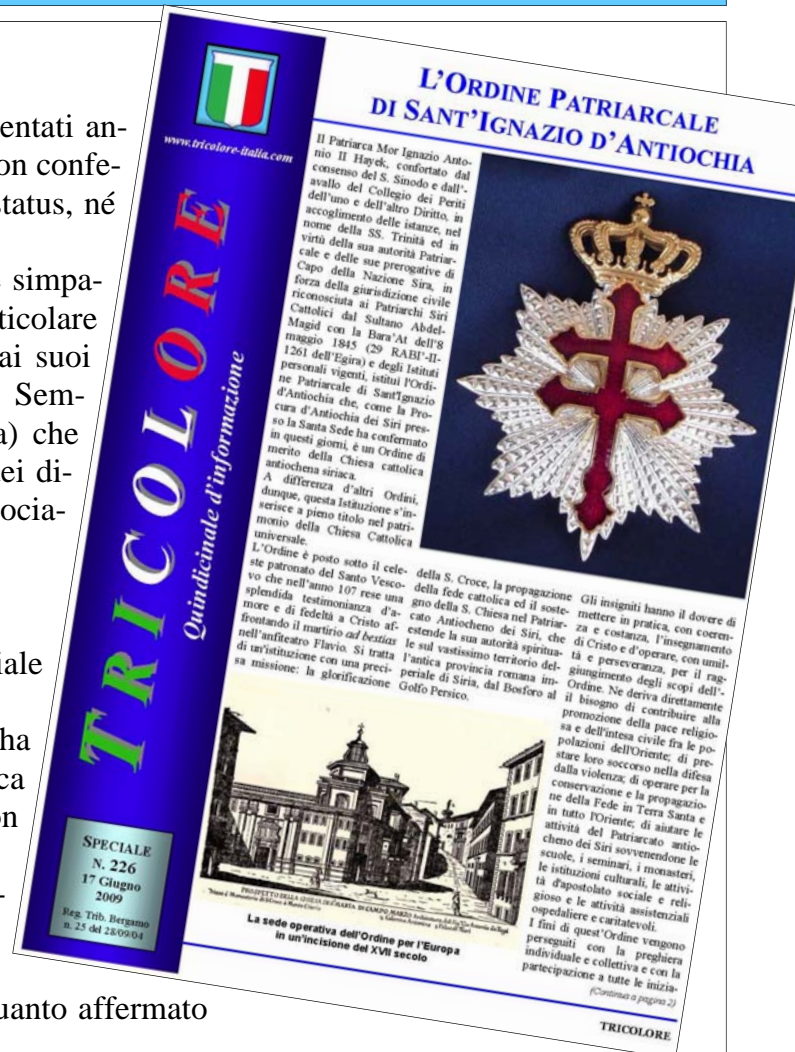 entati an-
on confe-
status, né
simpa-
ticolare
ai suoi
Sem-
a) che
ei di-
ocia-
iale
ha
ca
on
-
uanto affermato
www.tricolore-italia.com
TRICOLORE
Quindicinale d'informazione
SPECIALE
N. 226
17 Giugno
2009
Reg. Trib. Bergamo
n. 25 del 28/09/04
L'ORDINE PATRIARCALE
DI SANT'IGNAZIO D'ANTIOCHIA
Il Patriarca Mor Ignazio Anto-
nio II Hayek, confortato dal
consenso del S. Sinodo e dall'-
avallo del Collegio dei Periti
dell'uno e dell'altro Diritto, in
accoglimento delle istanze, nel
nome della SS. Trinità ed in
virtù della sua autorità Patriar-
cale e delle sue prerogative di
Capo della Nazione Sira, in
forza della giurisdizione civile
riconosciuta ai Patriarchi Siri
Cattolici dal Sultano Abdel-
Magid con la Bara'At dell'8
maggio 1845 (29 RABI'-II-
1261 dell'Egira) e degli Istituti
personali vigenti, istituì l'Ordi-
ne Patriarcale di Sant'Ignazio
d'Antiochia che, come la Pro-
cura d'Antiochia dei Siri pres-
so la Santa Sede ha confermato
in questi giorni, è un Ordine di
merito della Chiesa cattolica
antiochena siriaca.
A differenza d'altri Ordini,
dunque, questa Istituzione s'in-
serisce a pieno titolo nel patri-
monio della Chiesa Cattolica
universale.
L'Ordine è posto sotto il cele-
ste patronato del Santo Vesco-
vo che nell'anno 107 rese una
splendida testimonianza d'a-
more e di fedeltà a Cristo af-
frontando il martirio ad bestias
nell'anfiteatro Flavio. Si tratta
di un'istituzione con una preci-
sa missione: la glorificazione
della S. Croce, la propagazione
della fede cattolica ed il soste-
gno della S. Chiesa nel Patriar-
cato Antiocheno dei Siri, che
estende la sua autorità spiritua-
le sul vastissimo territorio del-
l'antica provincia romana im-
periale di Siria, dal Bosforo al
Golfo Persico.
Gli insigniti hanno il dovere di
mettere in pratica, con coeren-
za e costanza, l'insegnamento
di Cristo e d'operare, con umil-
tà e perseveranza, per il rag-
giungimento degli scopi dell'-
Ordine. Ne deriva direttamente
il bisogno di contribuire alla
promozione della pace religio-
sa e dell'intesa civile fra le po-
polazioni dell'Oriente; di pre-
stare loro soccorso nella difesa
dalla violenza; di operare per la
conservazione e la propagazio-
ne della Fede in Terra Santa e
in tutto l'Oriente; di aiutare le
attività del Patriarcato antio-
cheno dei Siri sovvenendone le
scuole, i seminari, i monasteri,
le istituzioni culturali, le attivi-
tà d'apostolato sociale e reli-
gioso e le attività assistenziali
ospedaliere e caritatevoli.
I fini di quest'Ordine vengono
perseguiti con la preghiera
individuale e collettiva e con la
partecipazione a tutte le inizia-
(Continua a pagina 2)
PROSPETTO DELLA CHIESA DI S. MARIA DI CAMPO MARZO
La sede operativa dell'Ordine per l'Europa
in un'incisione del XVII secolo
TRICOLORE